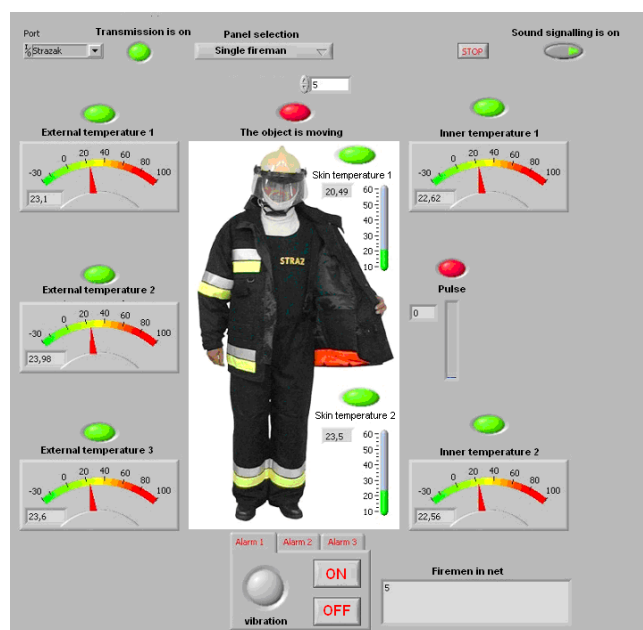 Port
Transmission is on
Panel selection
Sound signalling is on
Strazak
Single fireman
STOP
5
External temperature 1
The object is moving
Inner temperature 1
-30 0 20 40 60 80 100
23,1
Skin temperature 1
20,49
60
50
40
30
20
10
-30 0 20 40 60 80 100
22,62
STRAZ
External temperature 2
-30 0 20 40 60 80 100
23,98
Pulse
0
External temperature 3
-30 0 20 40 60 80 100
23,6
Skin temperature 2
23,5
60
50
40
30
20
10
Inner temperature 2
-30 0 20 40 60 80 100
22,56
Alarm 1 Alarm 2 Alarm 3
ON
OFF
vibration
Firemen in net
5